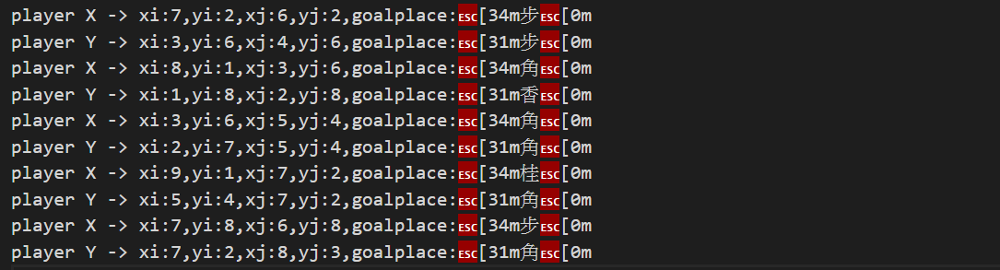 player X -> xi:7,yi:2,xj:6,yj:2,goalplace:ESC[34m步ESC[0m
player Y -> xi:3,yi:6,xj:4,yj:6,goalplace:ESC[31m步ESC[0m
player X -> xi:8,yi:1,xj:3,yj:6,goalplace:ESC[34m角ESC[0m
player Y -> xi:1,yi:8,xj:2,yj:8,goalplace:ESC[31m香ESC[0m
player X -> xi:3,yi:6,xj:5,yj:4,goalplace:ESC[34m角ESC[0m
player Y -> xi:2,yi:7,xj:5,yj:4,goalplace:ESC[31m角ESC[0m
player X -> xi:9,yi:1,xj:7,yj:2,goalplace:ESC[34m桂ESC[0m
player Y -> xi:5,yi:4,xj:7,yj:2,goalplace:ESC[31m角ESC[0m
player X -> xi:7,yi:8,xj:6,yj:8,goalplace:ESC[34m步ESC[0m
player Y -> xi:7,yi:2,xj:8,yj:3,goalplace:ESC[31m角ESC[0m